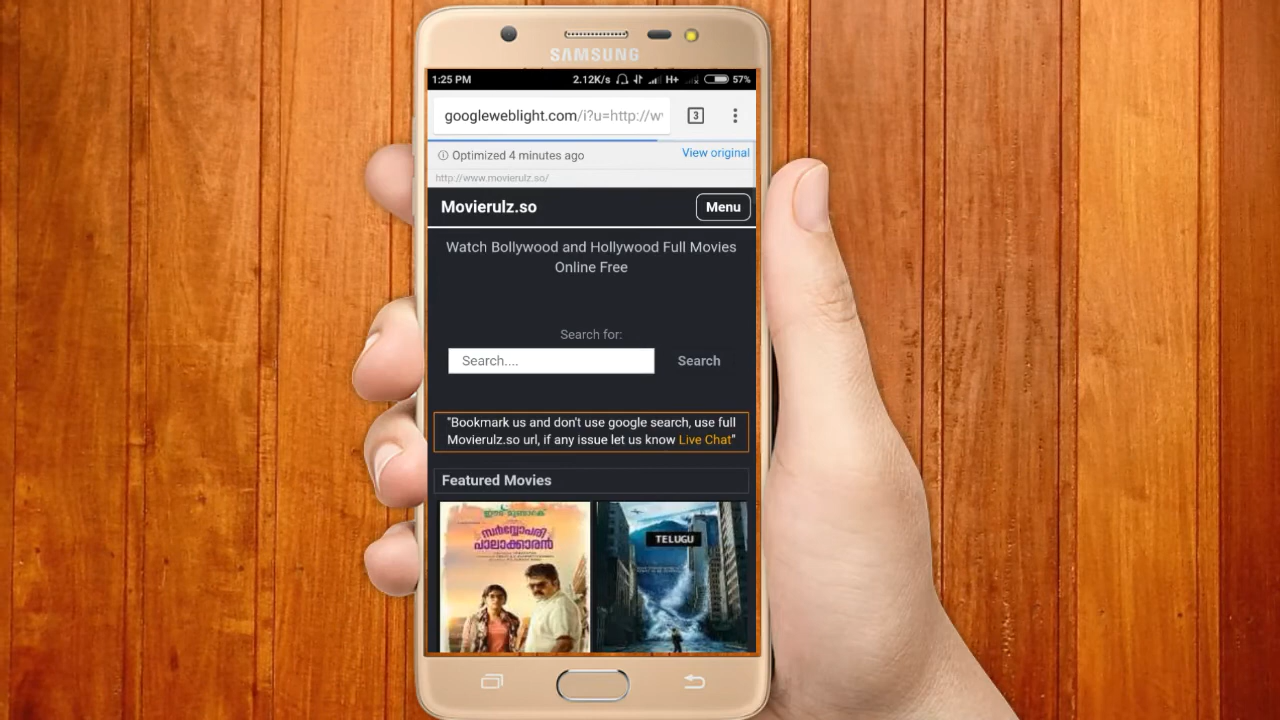 SAMSUNG
1:25 PM 2.12K/s H+ 57%
googleweblight.com/i?u=http://w
3
Optimized 4 minutes ago View original
http://www.movierulz.so/
Movierulz.so Menu
Watch Bollywood and Hollywood Full Movies
Online Free
Search for:
Search.... Search
"Bookmark us and don't use google search, use full
Movierulz.so url, if any issue let us know Live Chat"
Featured Movies
സർവ്വോപരി
പാലാക്കാരൻ
TELUGU